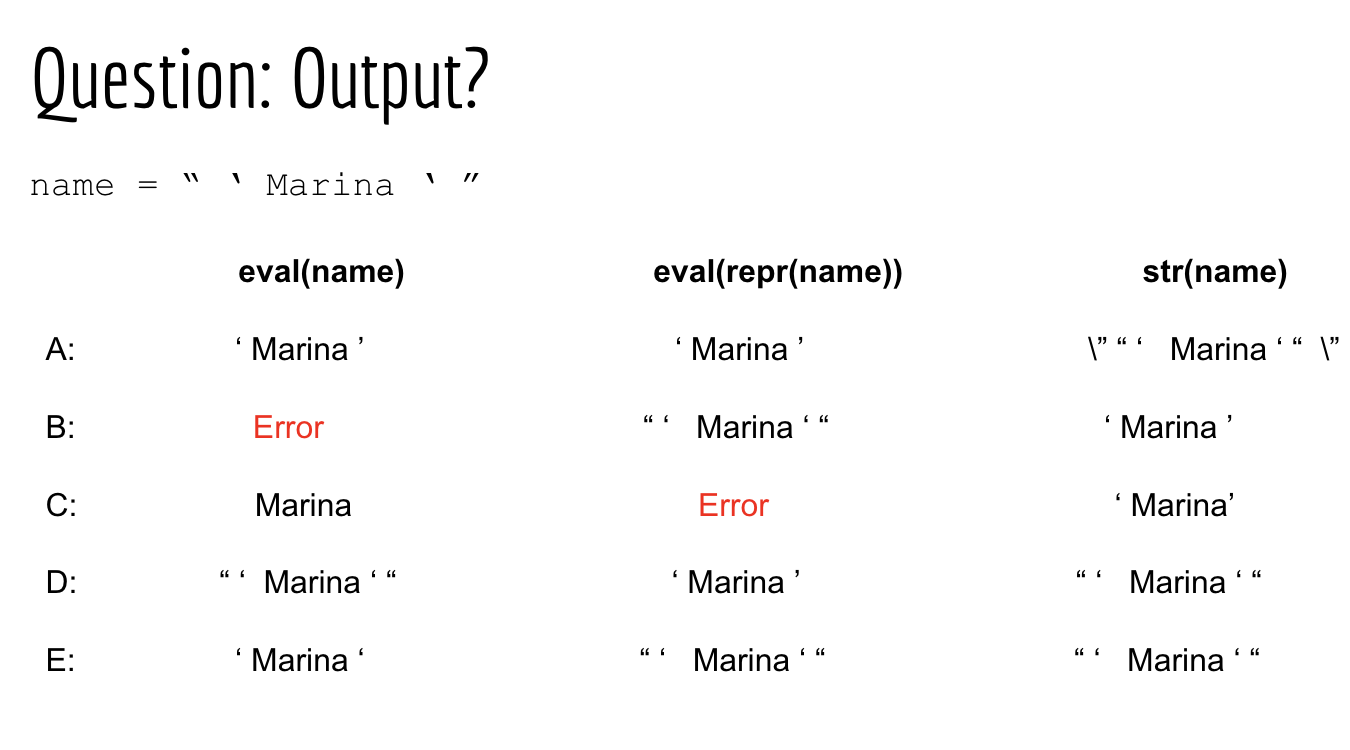 Question: Output?
name = “ ‘ Marina ‘ ”
eval(name) eval(repr(name)) str(name)
A: ‘ Marina ’ ‘ Marina ’ \” “ ‘ Marina ‘ “ \”
B: Error “ ‘ Marina ‘ “ ‘ Marina ’
C: Marina Error ‘ Marina’
D: “ ‘ Marina ‘ “ ‘ Marina ’ “ ‘ Marina ‘ “
E: ‘ Marina ‘ “ ‘ Marina ‘ “ “ ‘ Marina ‘ “